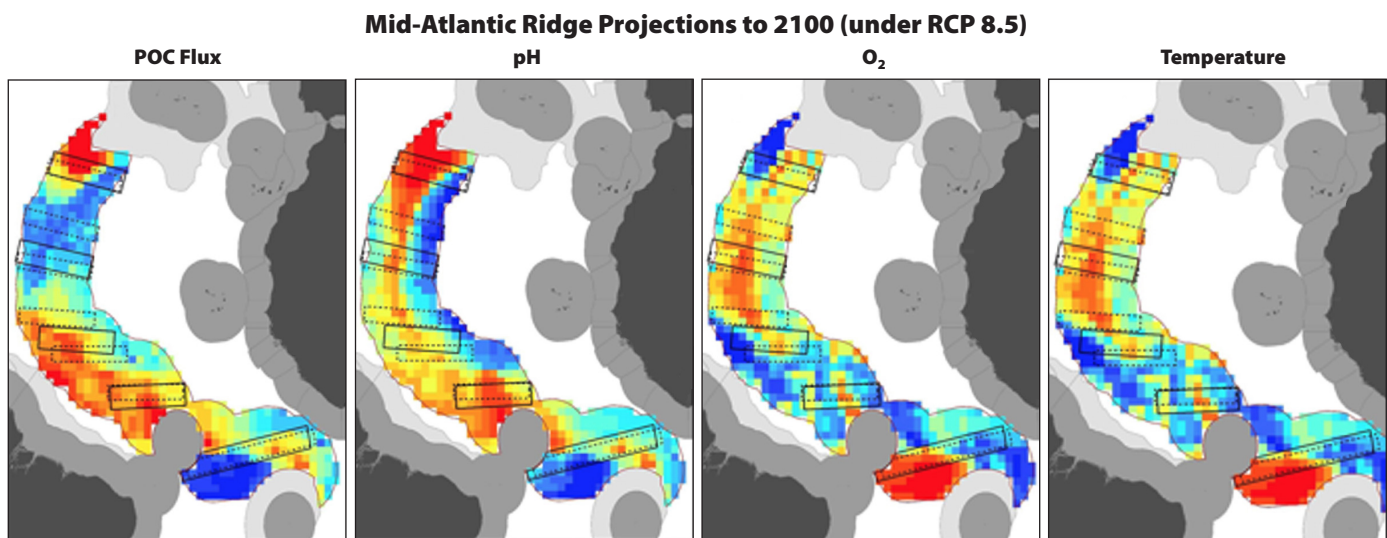 Mid-Atlantic Ridge Projections to 2100 (under RCP 8.5)
POC Flux
pH
O₂
Temperature